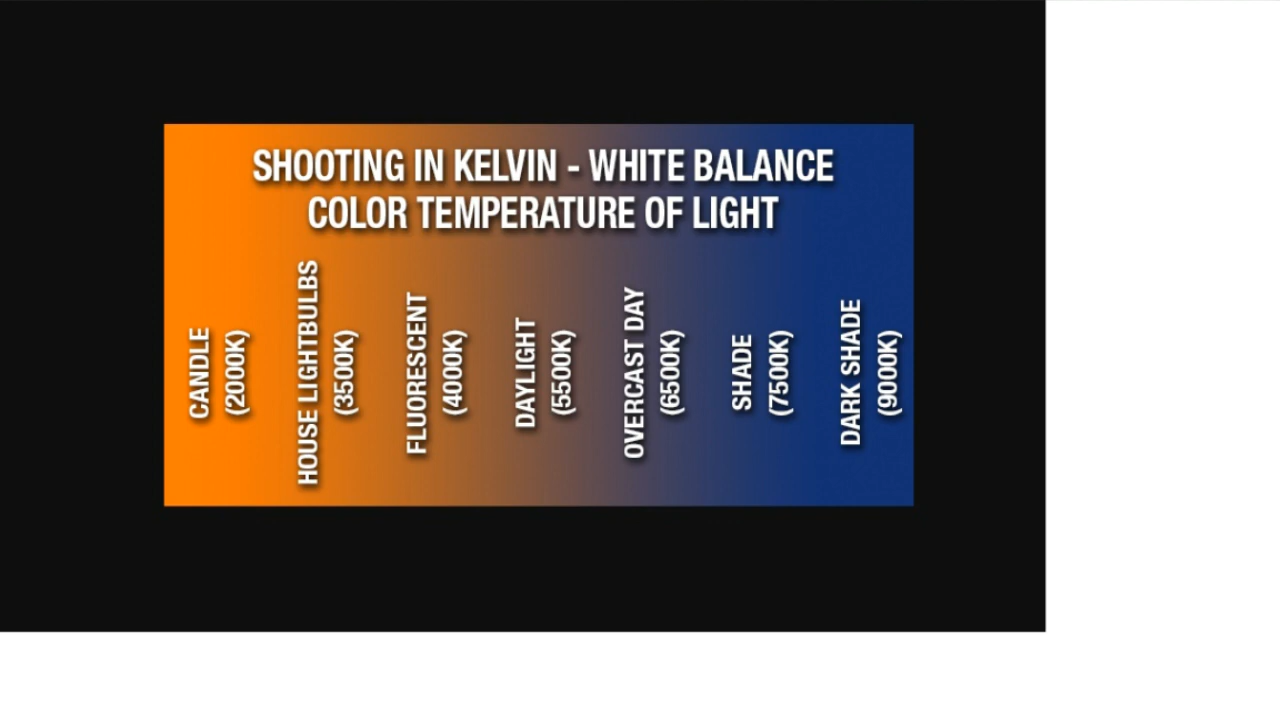 SHOOTING IN KELVIN - WHITE BALANCE
COLOR TEMPERATURE OF LIGHT
CANDLE
(2000K)
HOUSE LIGHTBULBS
(3500K)
FLUORESCENT
(4000K)
DAYLIGHT
(5500K)
OVERCAST DAY
(6500K)
SHADE
(7500K)
DARK SHADE
(9000K)